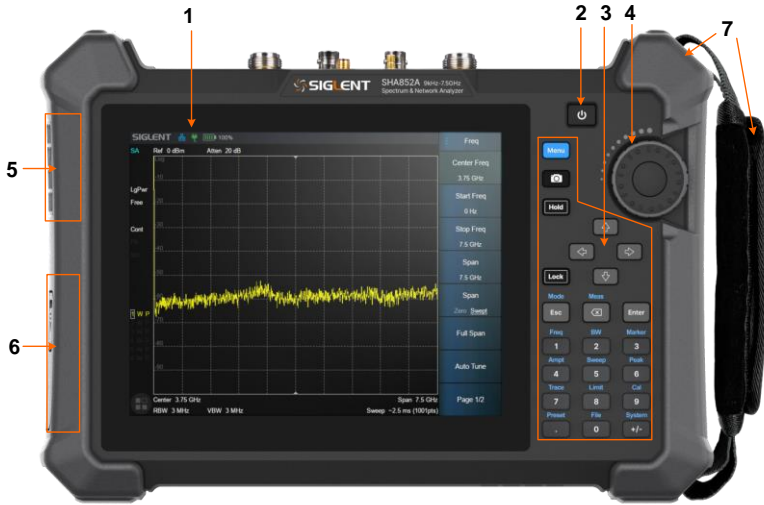 1
2 3 4
7
5
6
SIGLENT SHA852A 9kHz-7.5GHz
Spectrum & Network Analyzer
SIGLENT 100%
SA Ref 0 dBm Atten 20 dB
LgPwr
Free
Cont
S W P
Center 3.75 GHz Span 7.5 GHz
RBW 3 MHz VBW 3 MHz Sweep ~2.5 ms (1001pts)
Freq
Center Freq
3.75 GHz
Start Freq
0 Hz
Stop Freq
7.5 GHz
Span
7.5 GHz
Span
Zero Swept
Full Span
Auto Tune
Page 1/2
Menu
Hold
Lock
Mode Meas
Esc Enter
Freq BW Marker
1 2 3
Ampt Sweep Peak
4 5 6
Trace Limit Cal
7 8 9
Preset File System
. 0 +/-